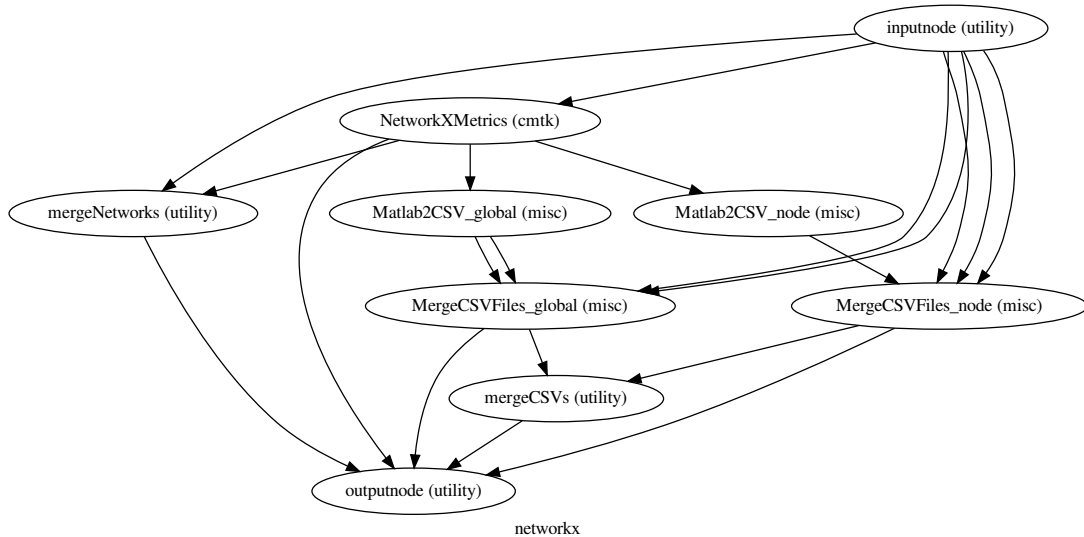 inputnode (utility)
NetworkXMetrics (cmtk)
mergeNetworks (utility)
Matlab2CSV_global (misc)
Matlab2CSV_node (misc)
MergeCSVFiles_global (misc)
MergeCSVFiles_node (misc)
mergeCSVs (utility)
outputnode (utility)
networkx